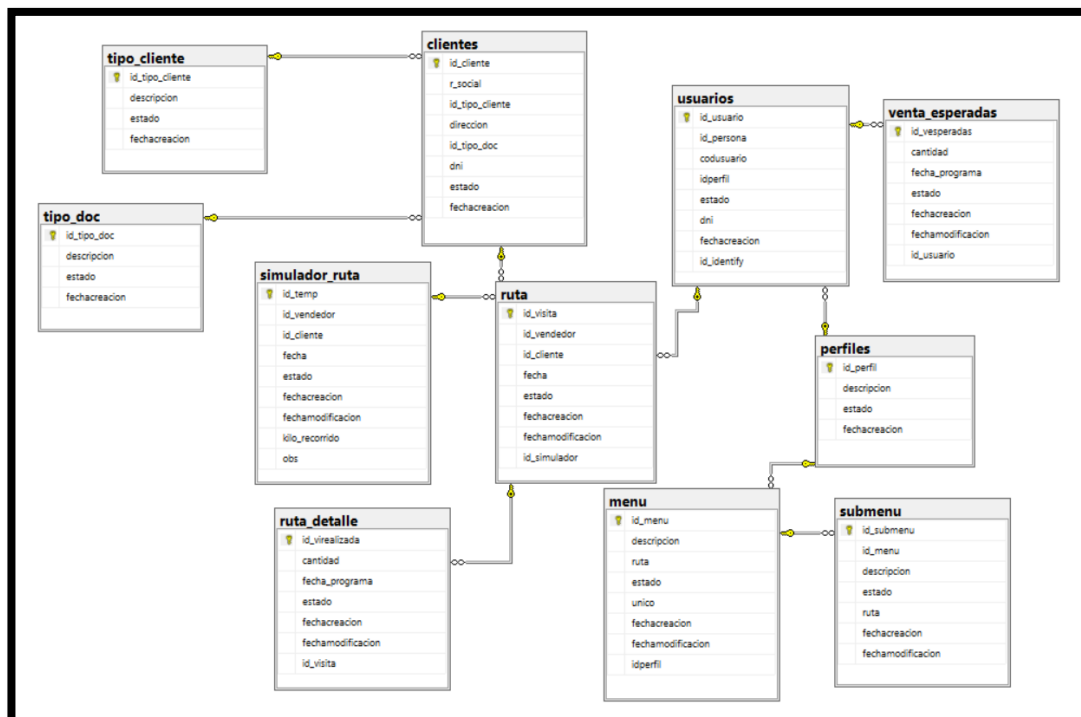 tipo_cliente
id_tipo_cliente
descripcion
estado
fechacreacion
clientes
id_cliente
r_social
id_tipo_cliente
direccion
id_tipo_doc
dni
estado
fechacreacion
usuarios
id_usuario
id_persona
codusuario
idperfil
estado
dni
fechacreacion
id_identify
venta_esperadas
id_vesperadas
cantidad
fecha_programa
estado
fechacreacion
fechamodificacion
id_usuario
tipo_doc
id_tipo_doc
descripcion
estado
fechacreacion
simulador_ruta
id_temp
id_vendedor
id_cliente
fecha
estado
fechacreacion
fechamodificacion
kilo_recorrido
obs
ruta
id_visita
id_vendedor
id_cliente
fecha
estado
fechacreacion
fechamodificacion
id_simulador
perfiles
id_perfil
descripcion
estado
fechacreacion
ruta_detalle
id_virealizada
cantidad
fecha_programa
estado
fechacreacion
fechamodificacion
id_visita
menu
id_menu
descripcion
ruta
estado
unico
fechacreacion
fechamodificacion
idperfil
submenu
id_submenu
id_menu
descripcion
estado
ruta
fechacreacion
fechamodificacion